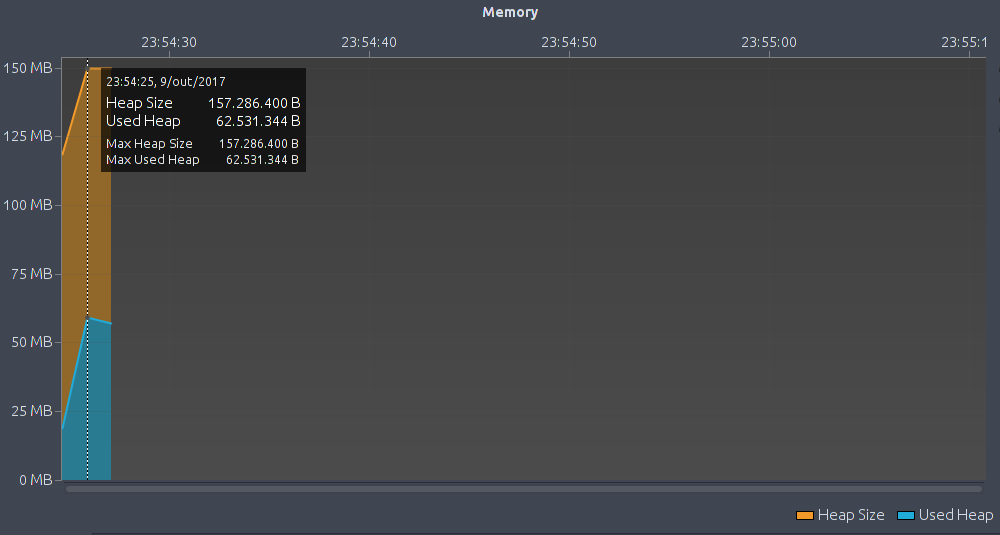 Memory
23:54:30 23:54:40 23:54:50 23:55:00 23:55:1
150 MB
23:54:25, 9/out/2017
Heap Size 157.286.400 B
Used Heap 62.531.344 B
Max Heap Size 157.286.400 B
Max Used Heap 62.531.344 B
125 MB
100 MB
75 MB
50 MB
25 MB
0 MB
Heap Size Used Heap